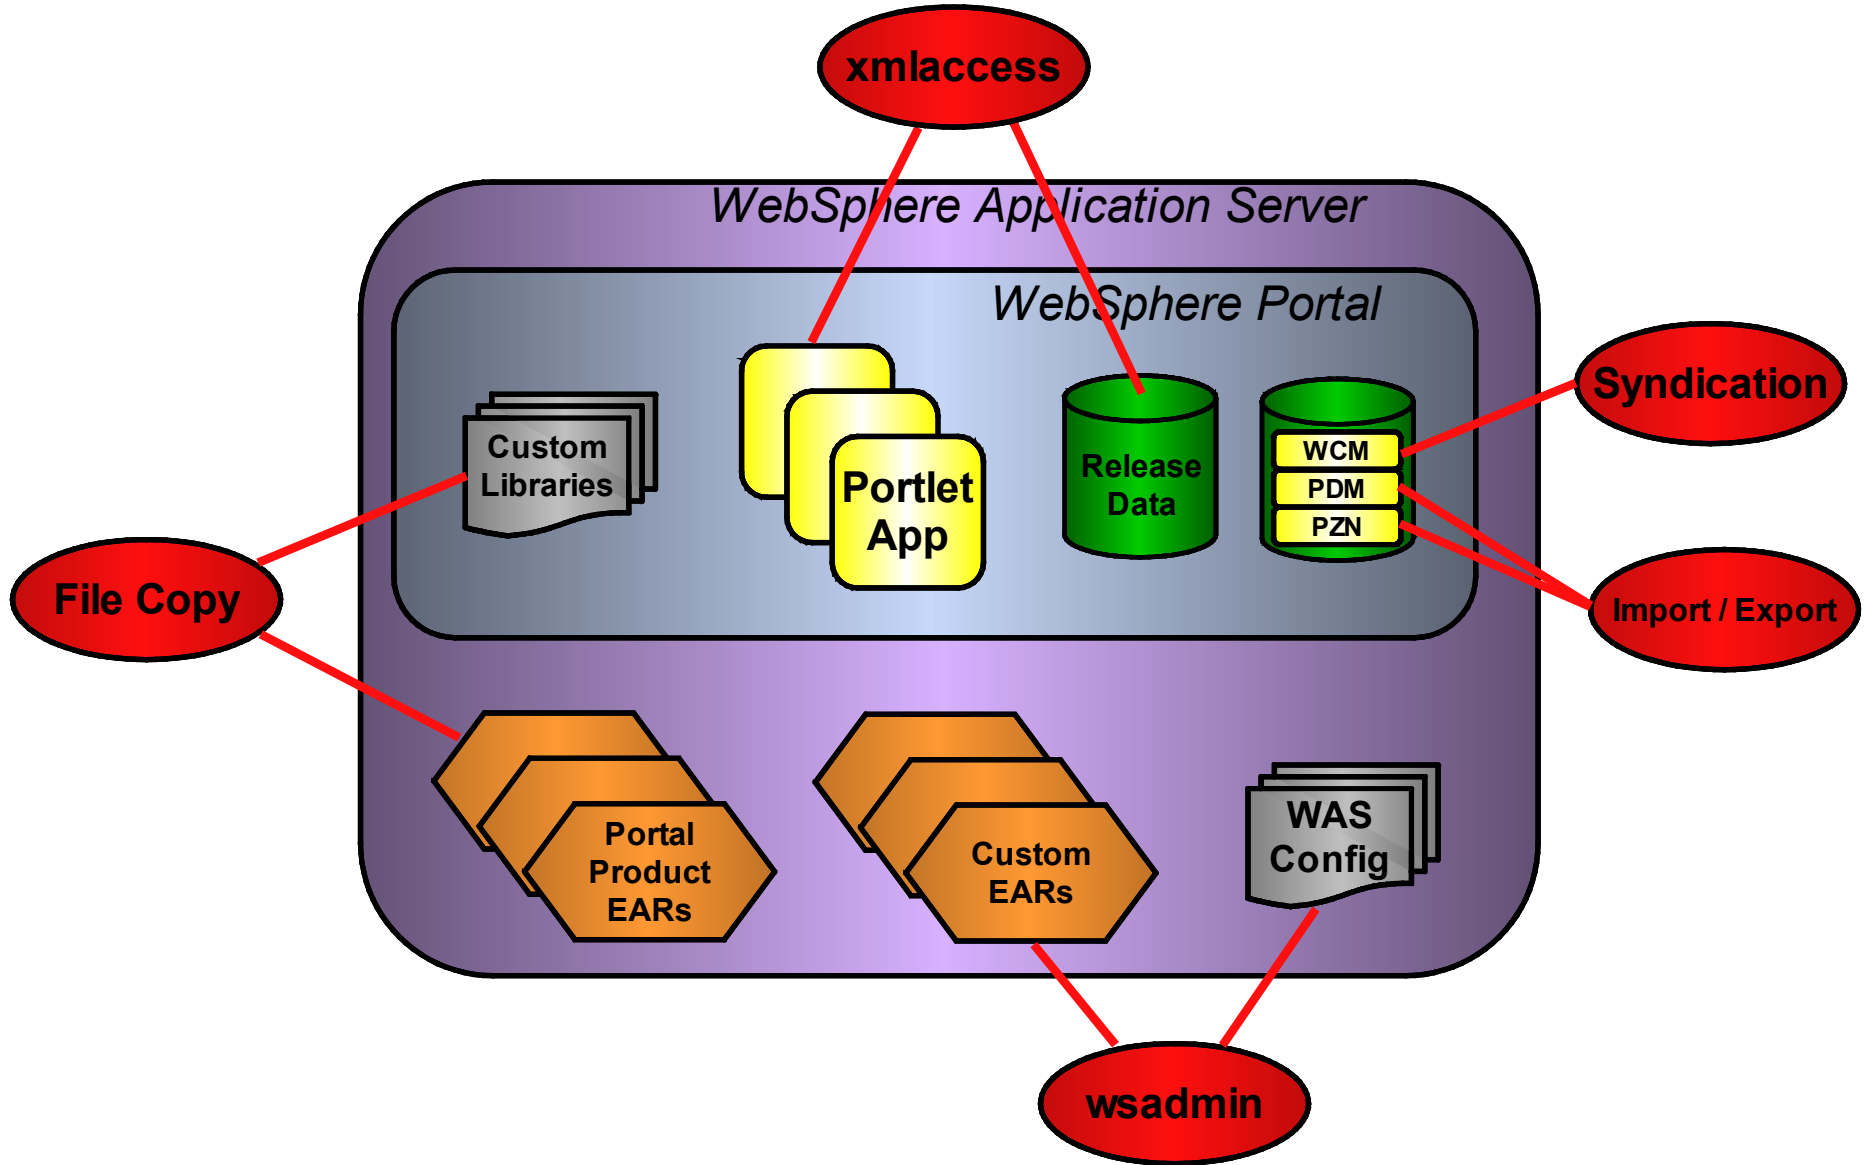 xmlaccess
WebSphere Application Server
WebSphere Portal
Syndication
Custom
Libraries
Portlet
App
Release
Data
WCM
PDM
PZN
File Copy
Import / Export
Portal
Product
EARs
Custom
EARs
WAS
Config
wsadmin